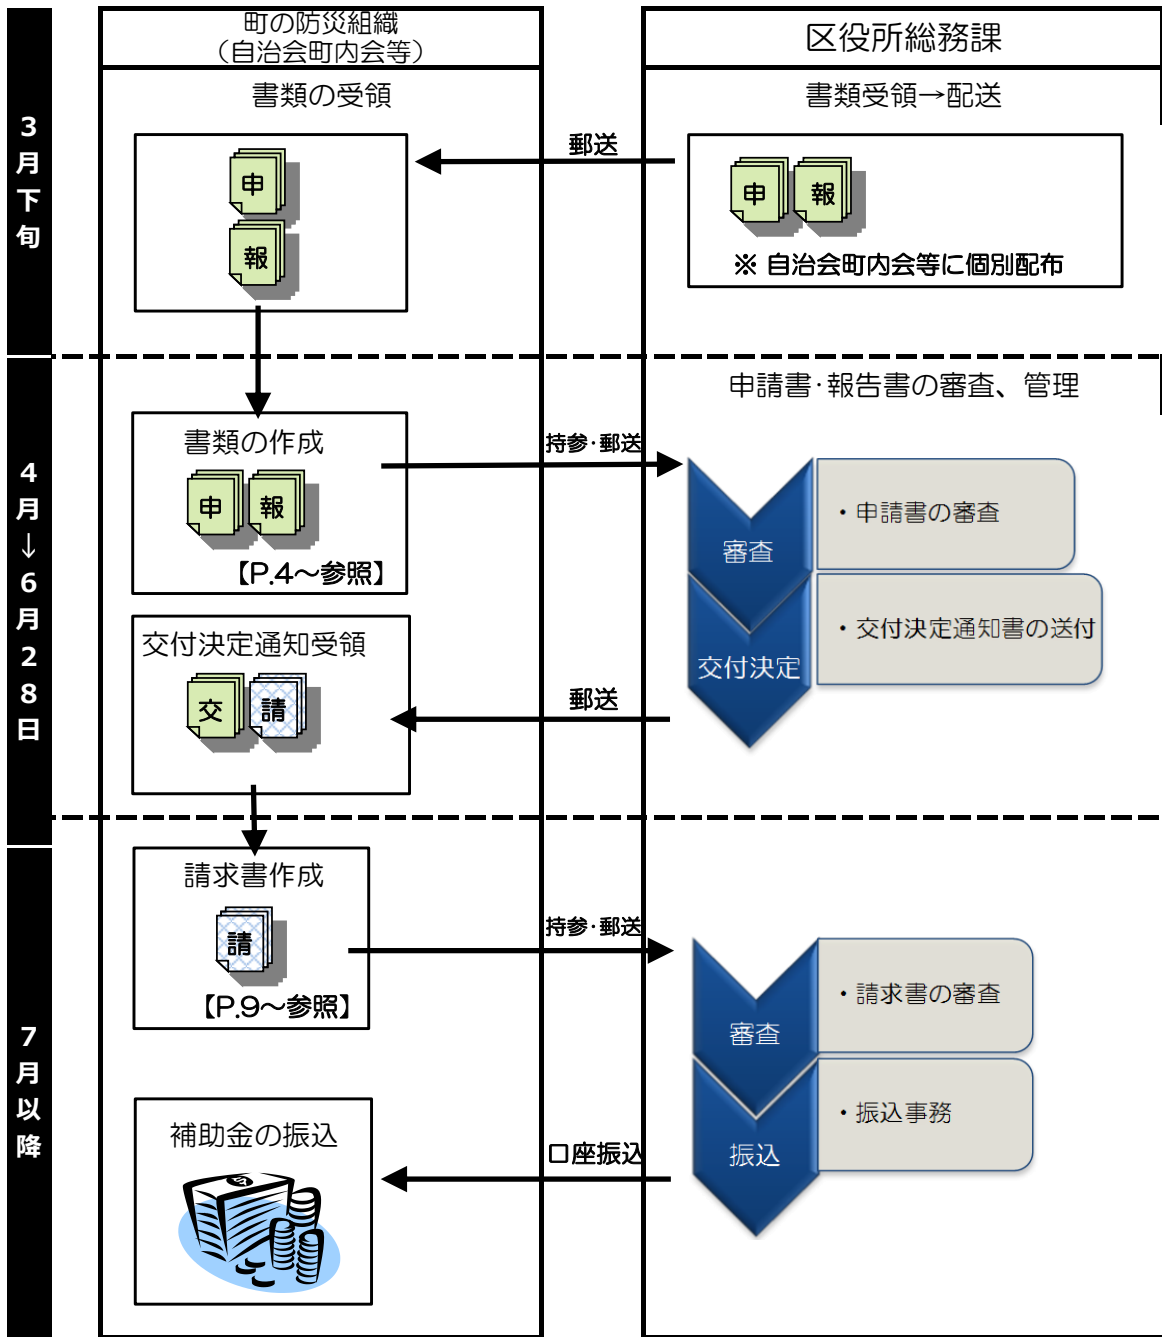 町の防災組織
（自治会町内会等）
区役所総務課
3月下旬
書類の受領
書類受領→配送
郵送
申
報
申
報
※ 自治会町内会等に個別配布
4月→6月28日
申請書･報告書の審査、管理
書類の作成
申
報
【P.4～参照】
持参･郵送
審査
・申請書の審査
交付決定
・交付決定通知書の送付
交付決定通知受領
交
請
郵送
7月以降
請求書作成
請
【P.9～参照】
持参･郵送
審査
・請求書の審査
振込
・振込事務
補助金の振込
口座振込